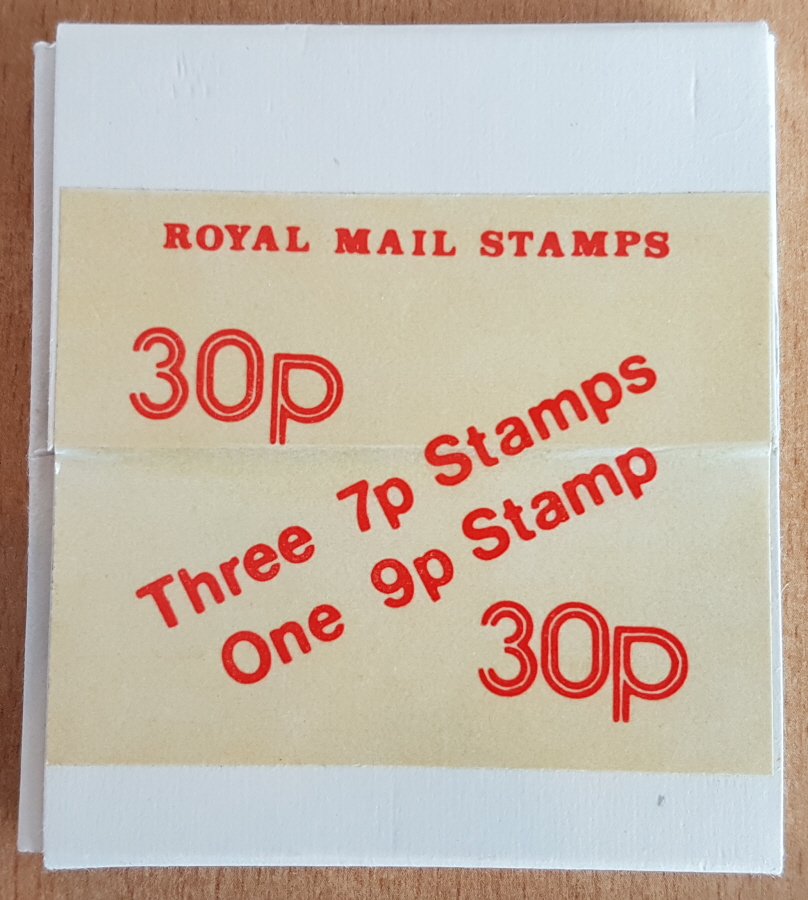 ROYAL MAIL STAMPS
30p
Three 7p Stamps
One 9p Stamp
30p